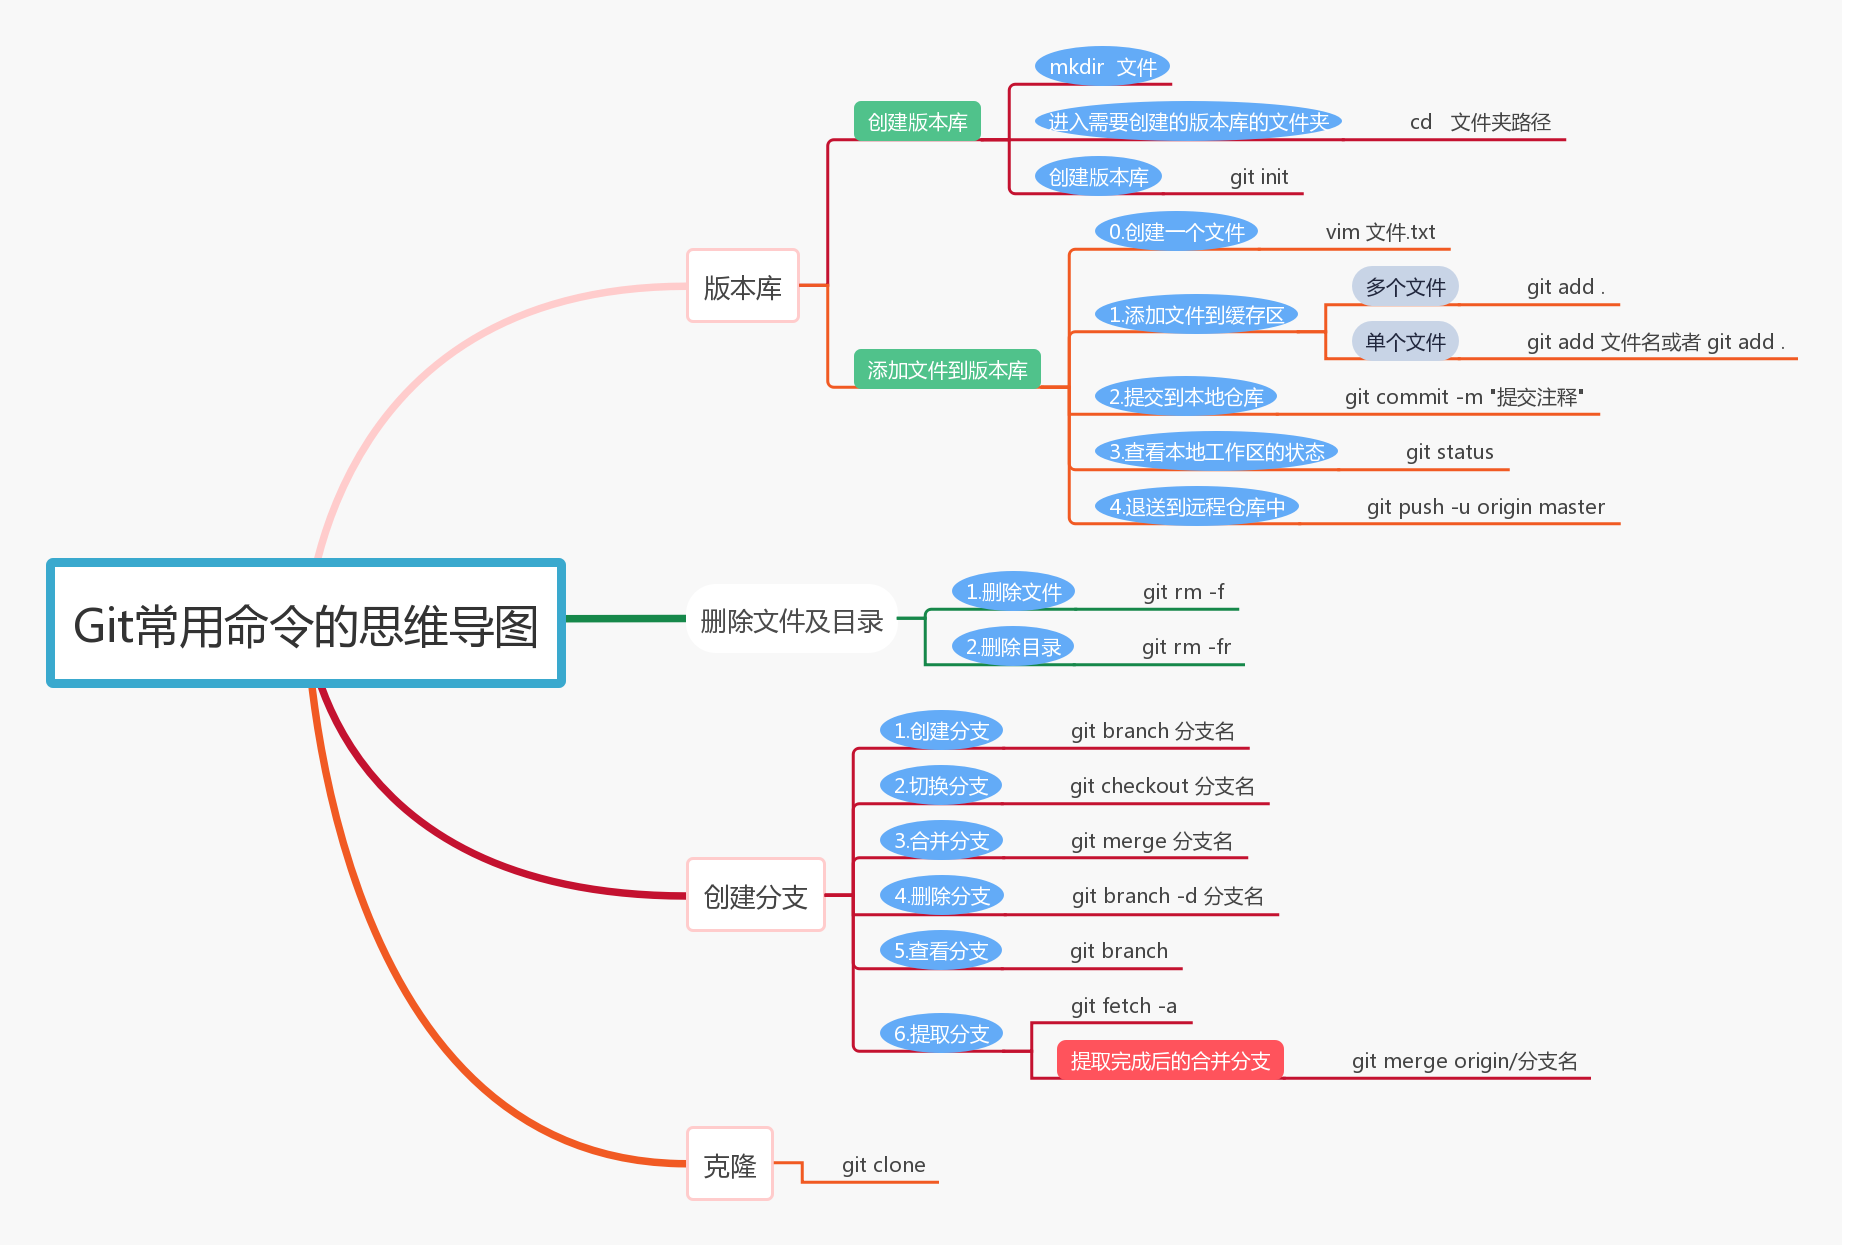 Git常用命令的思维导图
版本库
创建版本库
mkdir 文件
进入需要创建的版本库的文件夹
cd 文件夹路径
创建版本库
git init
添加文件到版本库
0.创建一个文件
vim 文件.txt
1.添加文件到缓存区
多个文件
git add .
单个文件
git add 文件名或者 git add .
2.提交到本地仓库
git commit -m "提交注释"
3.查看本地工作区的状态
git status
4.退送到远程仓库中
git push -u origin master
删除文件及目录
1.删除文件
git rm -f
2.删除目录
git rm -fr
创建分支
1.创建分支
git branch 分支名
2.切换分支
git checkout 分支名
3.合并分支
git merge 分支名
4.删除分支
git branch -d 分支名
5.查看分支
git branch
6.提取分支
git fetch -a
提取完成后的合并分支
git merge origin/分支名
克隆
git clone